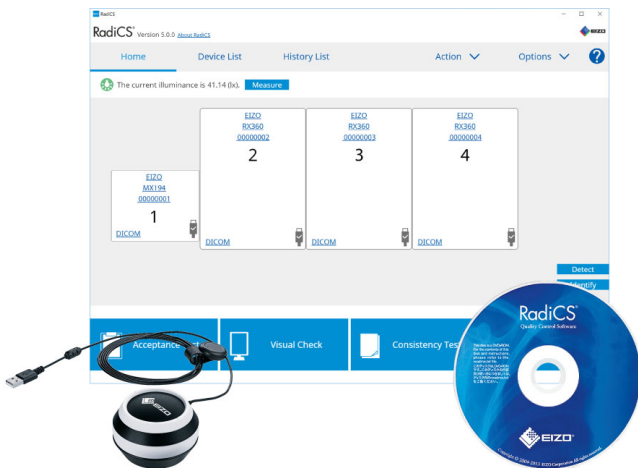 RadiCS
RadiCS® Version 5.0.0 About RadiCS
EIZO
Home Device List History List Action Options ?
The current illuminance is 41.14 (lx). Measure
EIZO
MX194
00000001
1
DICOM
EIZO
RX360
00000002
2
DICOM
EIZO
RX360
00000003
3
DICOM
EIZO
RX360
00000004
4
DICOM
Detect
Identify
Acceptance
Visual Check
Consistency Test
EIZO
RadiCS®
Quality Control Software
EIZO